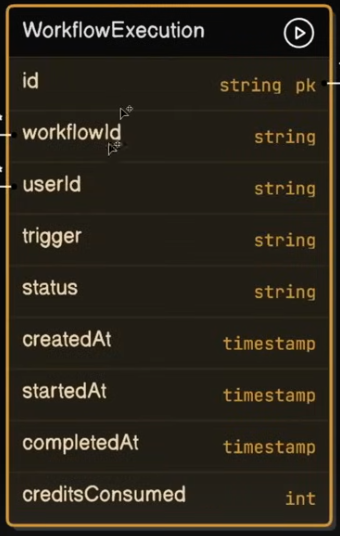 WorkflowExecution
id string pk
workflowId string
userId string
trigger string
status string
createdAt timestamp
startedAt timestamp
completedAt timestamp
creditsConsumed int